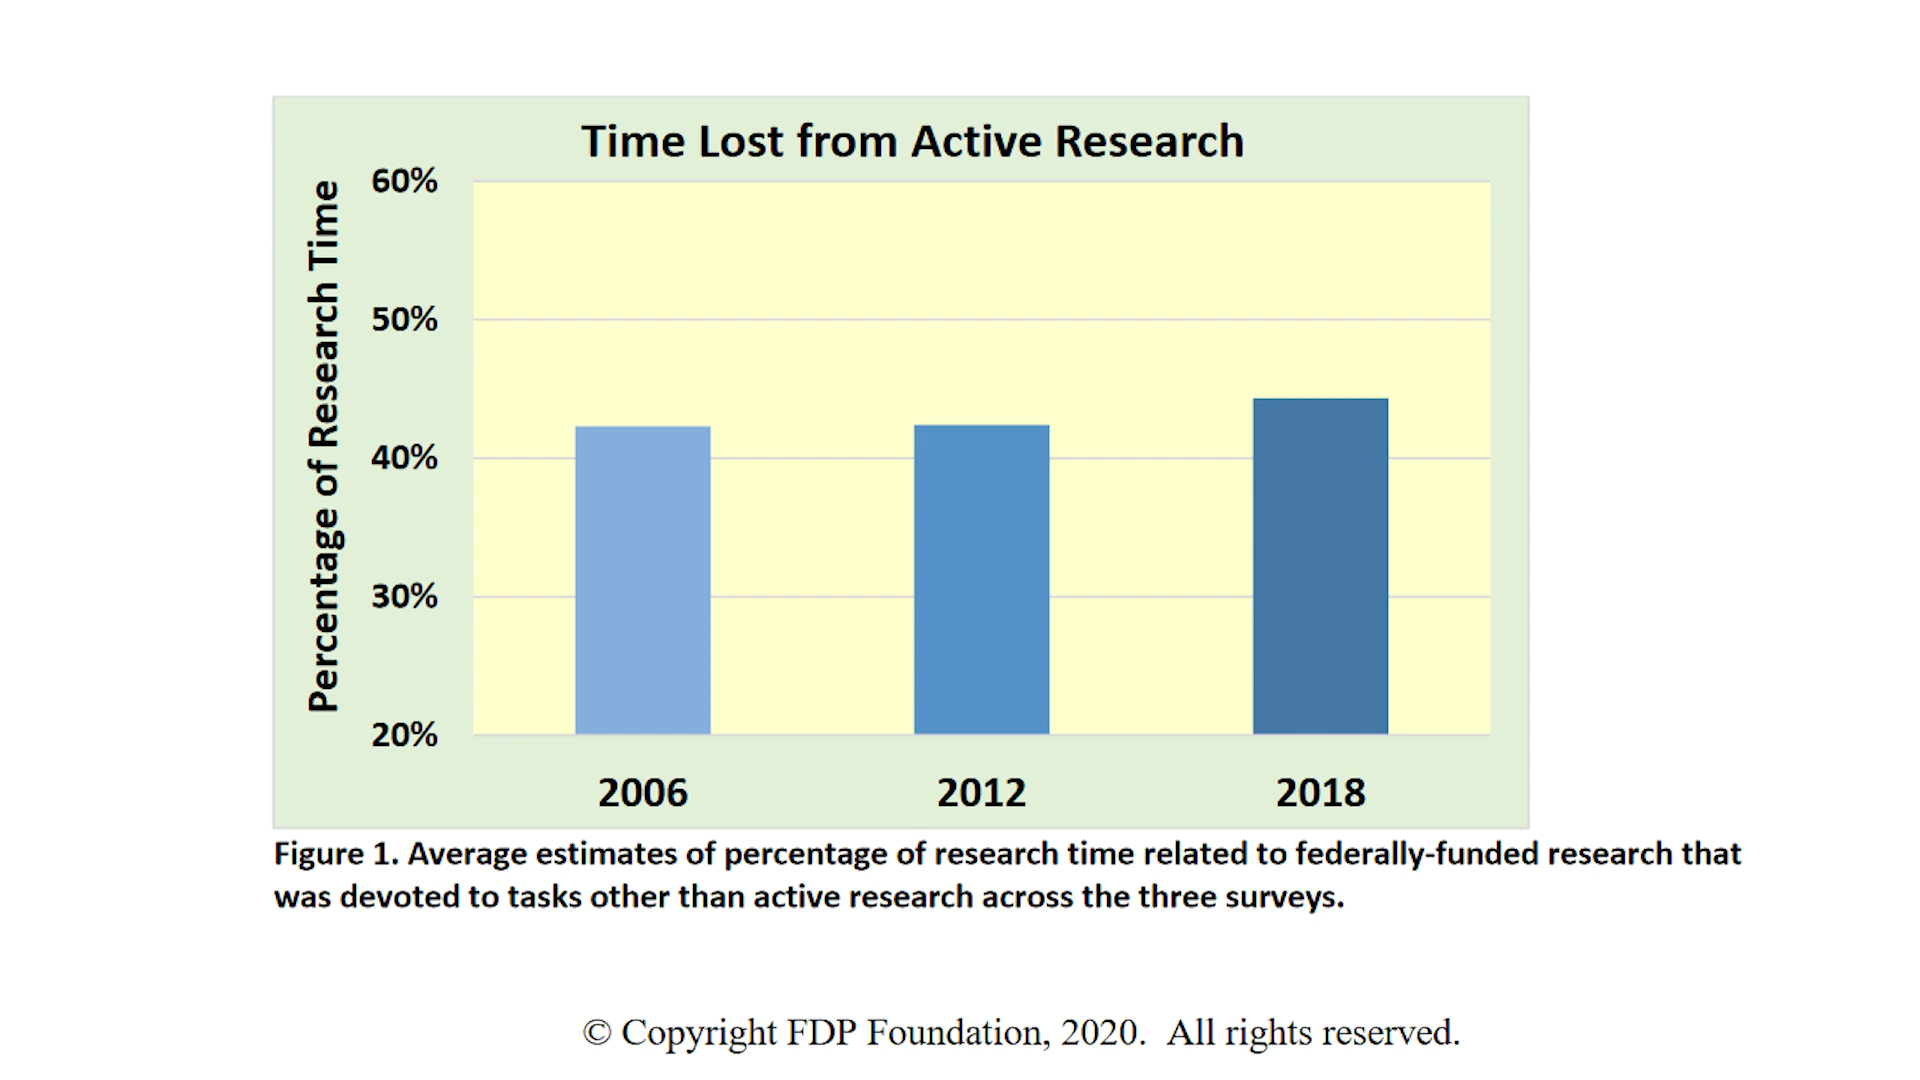 Time Lost from Active Research
Percentage of Research Time
60%
50%
40%
30%
20%
2006
2012
2018
Figure 1. Average estimates of percentage of research time related to federally-funded research that
was devoted to tasks other than active research across the three surveys.
© Copyright FDP Foundation, 2020.  All rights reserved.